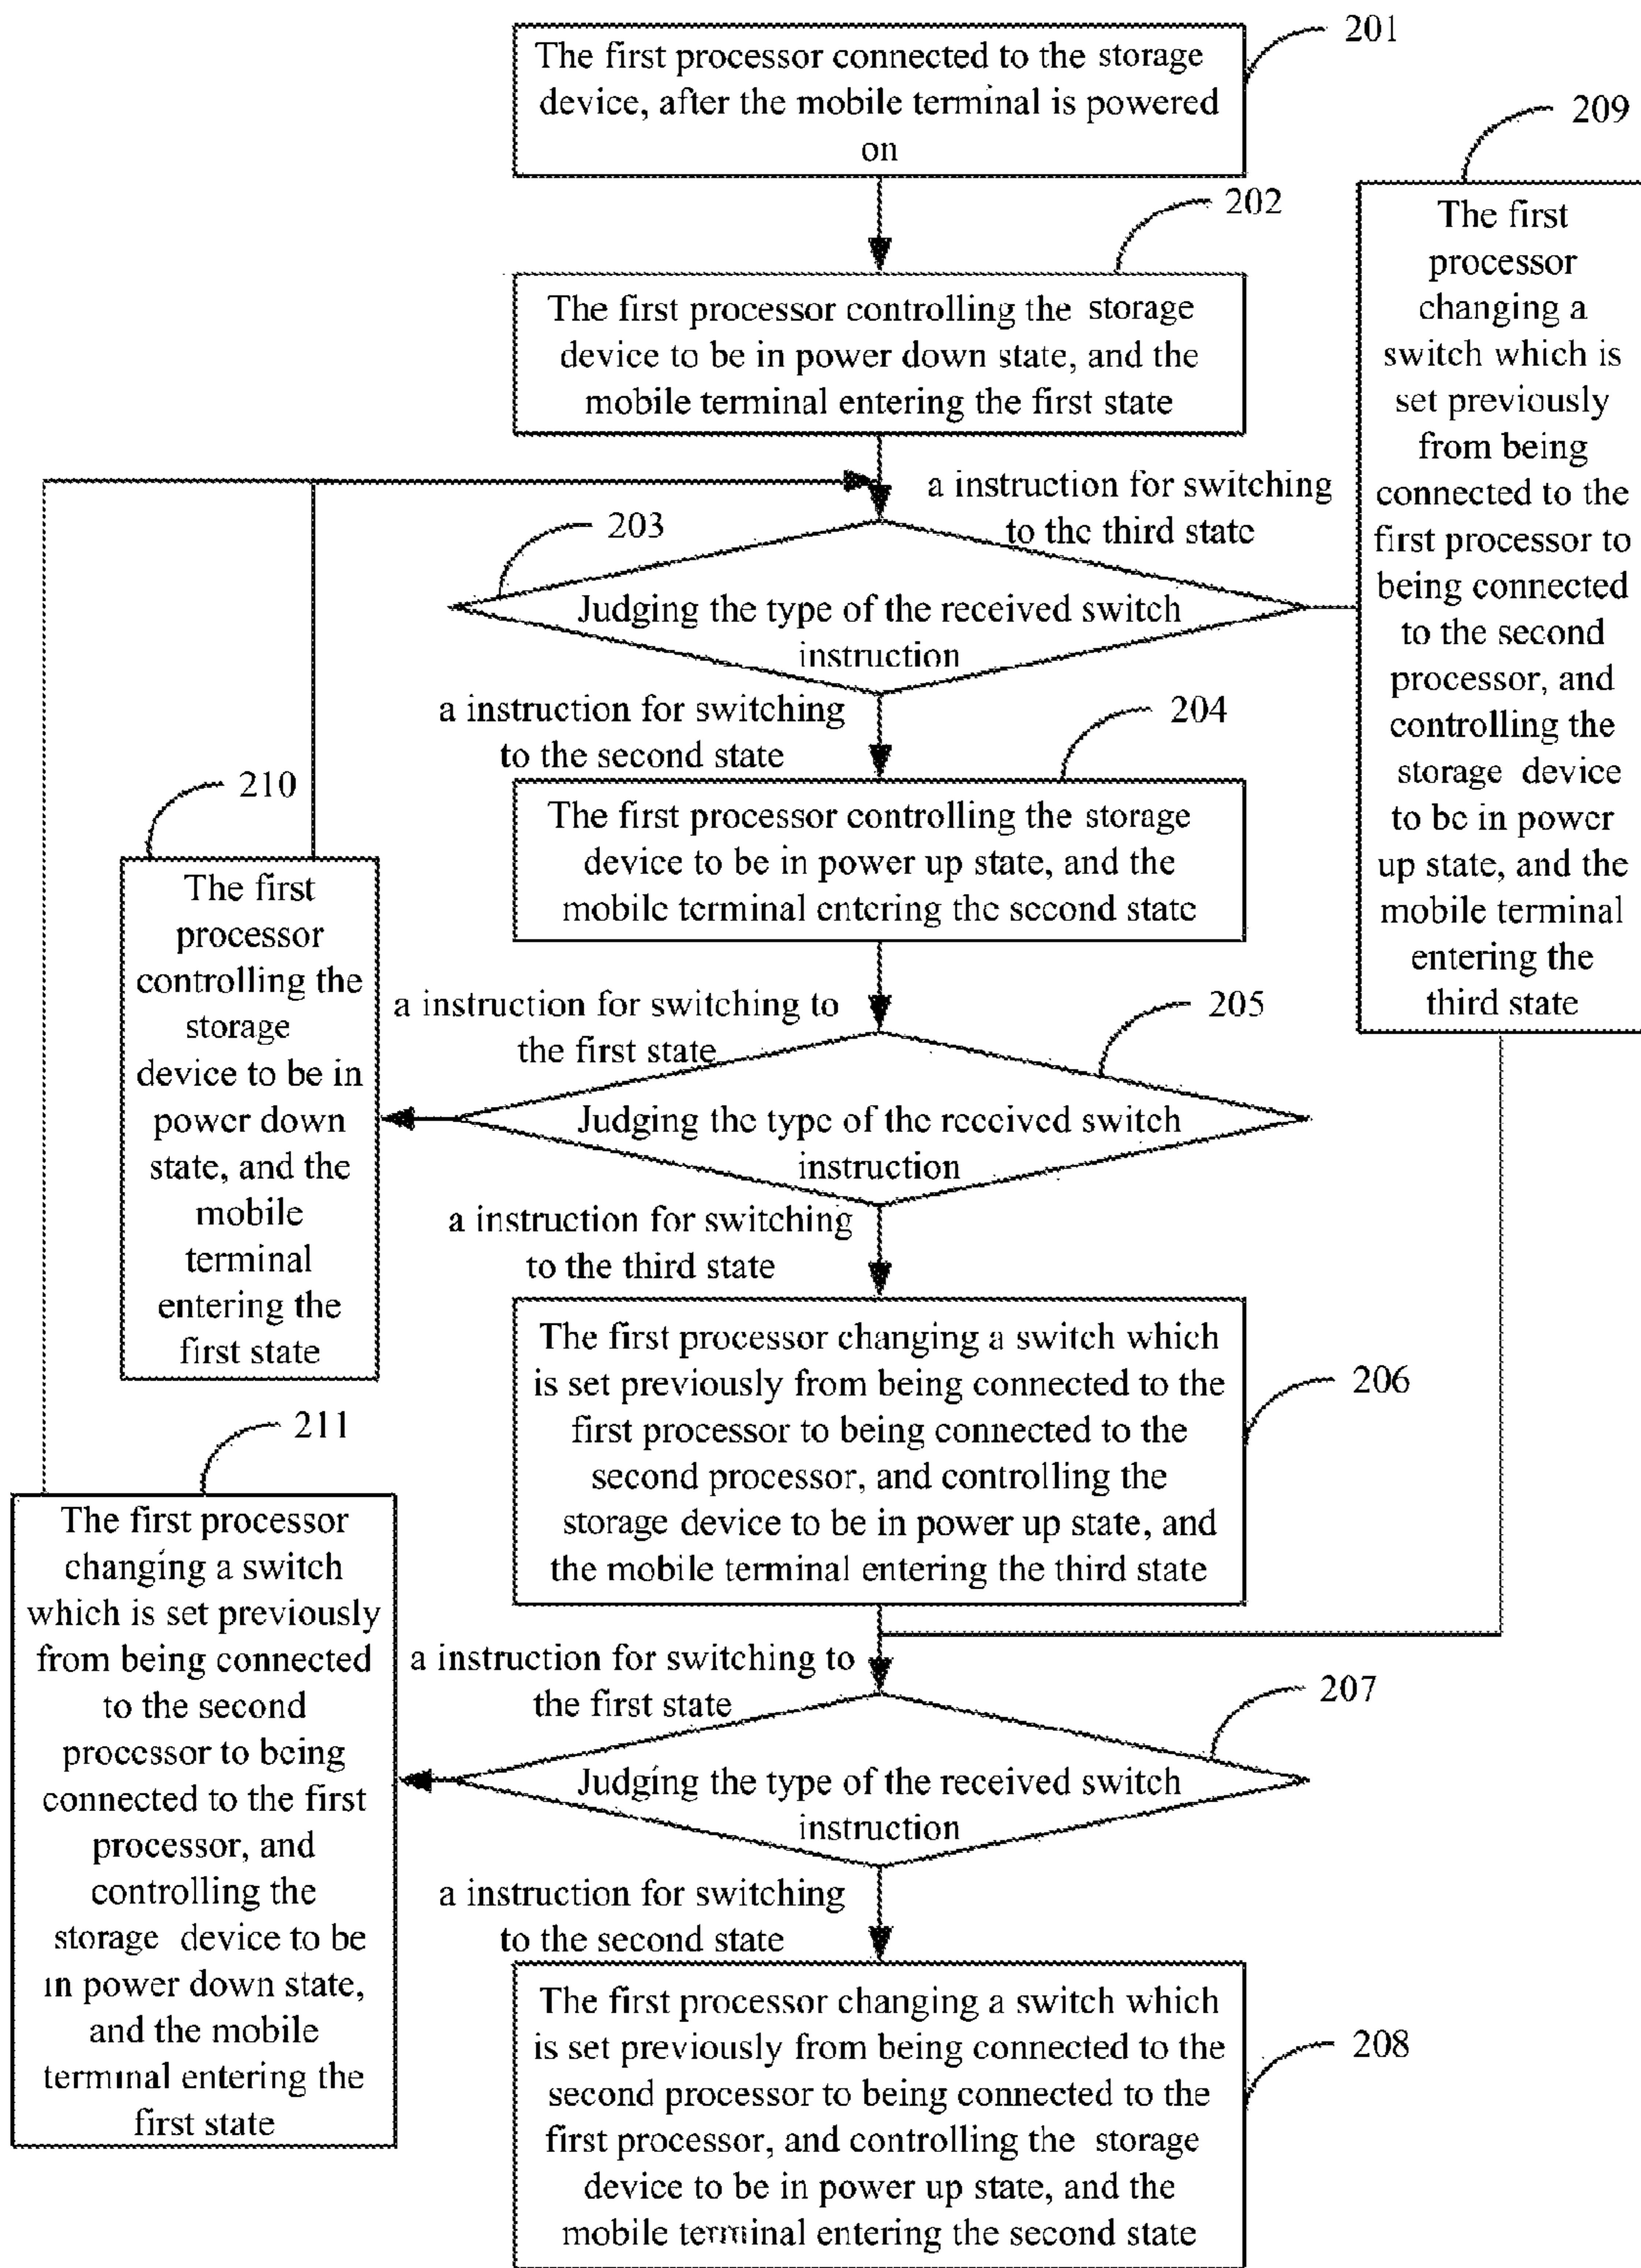 The first processor connected to the storage
device, after the mobile terminal is powered
on
201
202
The first processor controlling the storage
device to be in power down state, and the
mobile terminal entering the first state
209
The first
processor
changing a
switch which is
set previously
from being
connected to the
first processor to
being connected
to the second
processor, and
controlling the
storage device
to be in power
up state, and the
mobile terminal
entering the
third state
a instruction for switching
to the third state
203
Judging the type of the received switch
instruction
a instruction for switching
to the second state
204
The first processor controlling the storage
device to be in power up state, and the
mobile terminal entering the second state
210
The first
processor
controlling the
storage
device to be in
power down
state, and the
mobile
terminal
entering the
first state
a instruction for switching to
the first state
205
Judging the type of the received switch
instruction
a instruction for switching
to the third state
The first processor changing a switch which
is set previously from being connected to the
first processor to being connected to the
second processor, and controlling the
storage device to be in power up state, and
the mobile terminal entering the third state
206
211
The first processor
changing a switch
which is set previously
from being connected
to the second
processor to being
connected to the first
processor, and
controlling the
storage device to be
in power down state,
and the mobile
terminal entering the
first state
a instruction for switching to
the first state
207
Judging the type of the received switch
instruction
a instruction for switching
to the second state
The first processor changing a switch which
is set previously from being connected to the
second processor to being connected to the
first processor, and controlling the storage
device to be in power up state, and the
mobile terminal entering the second state
208